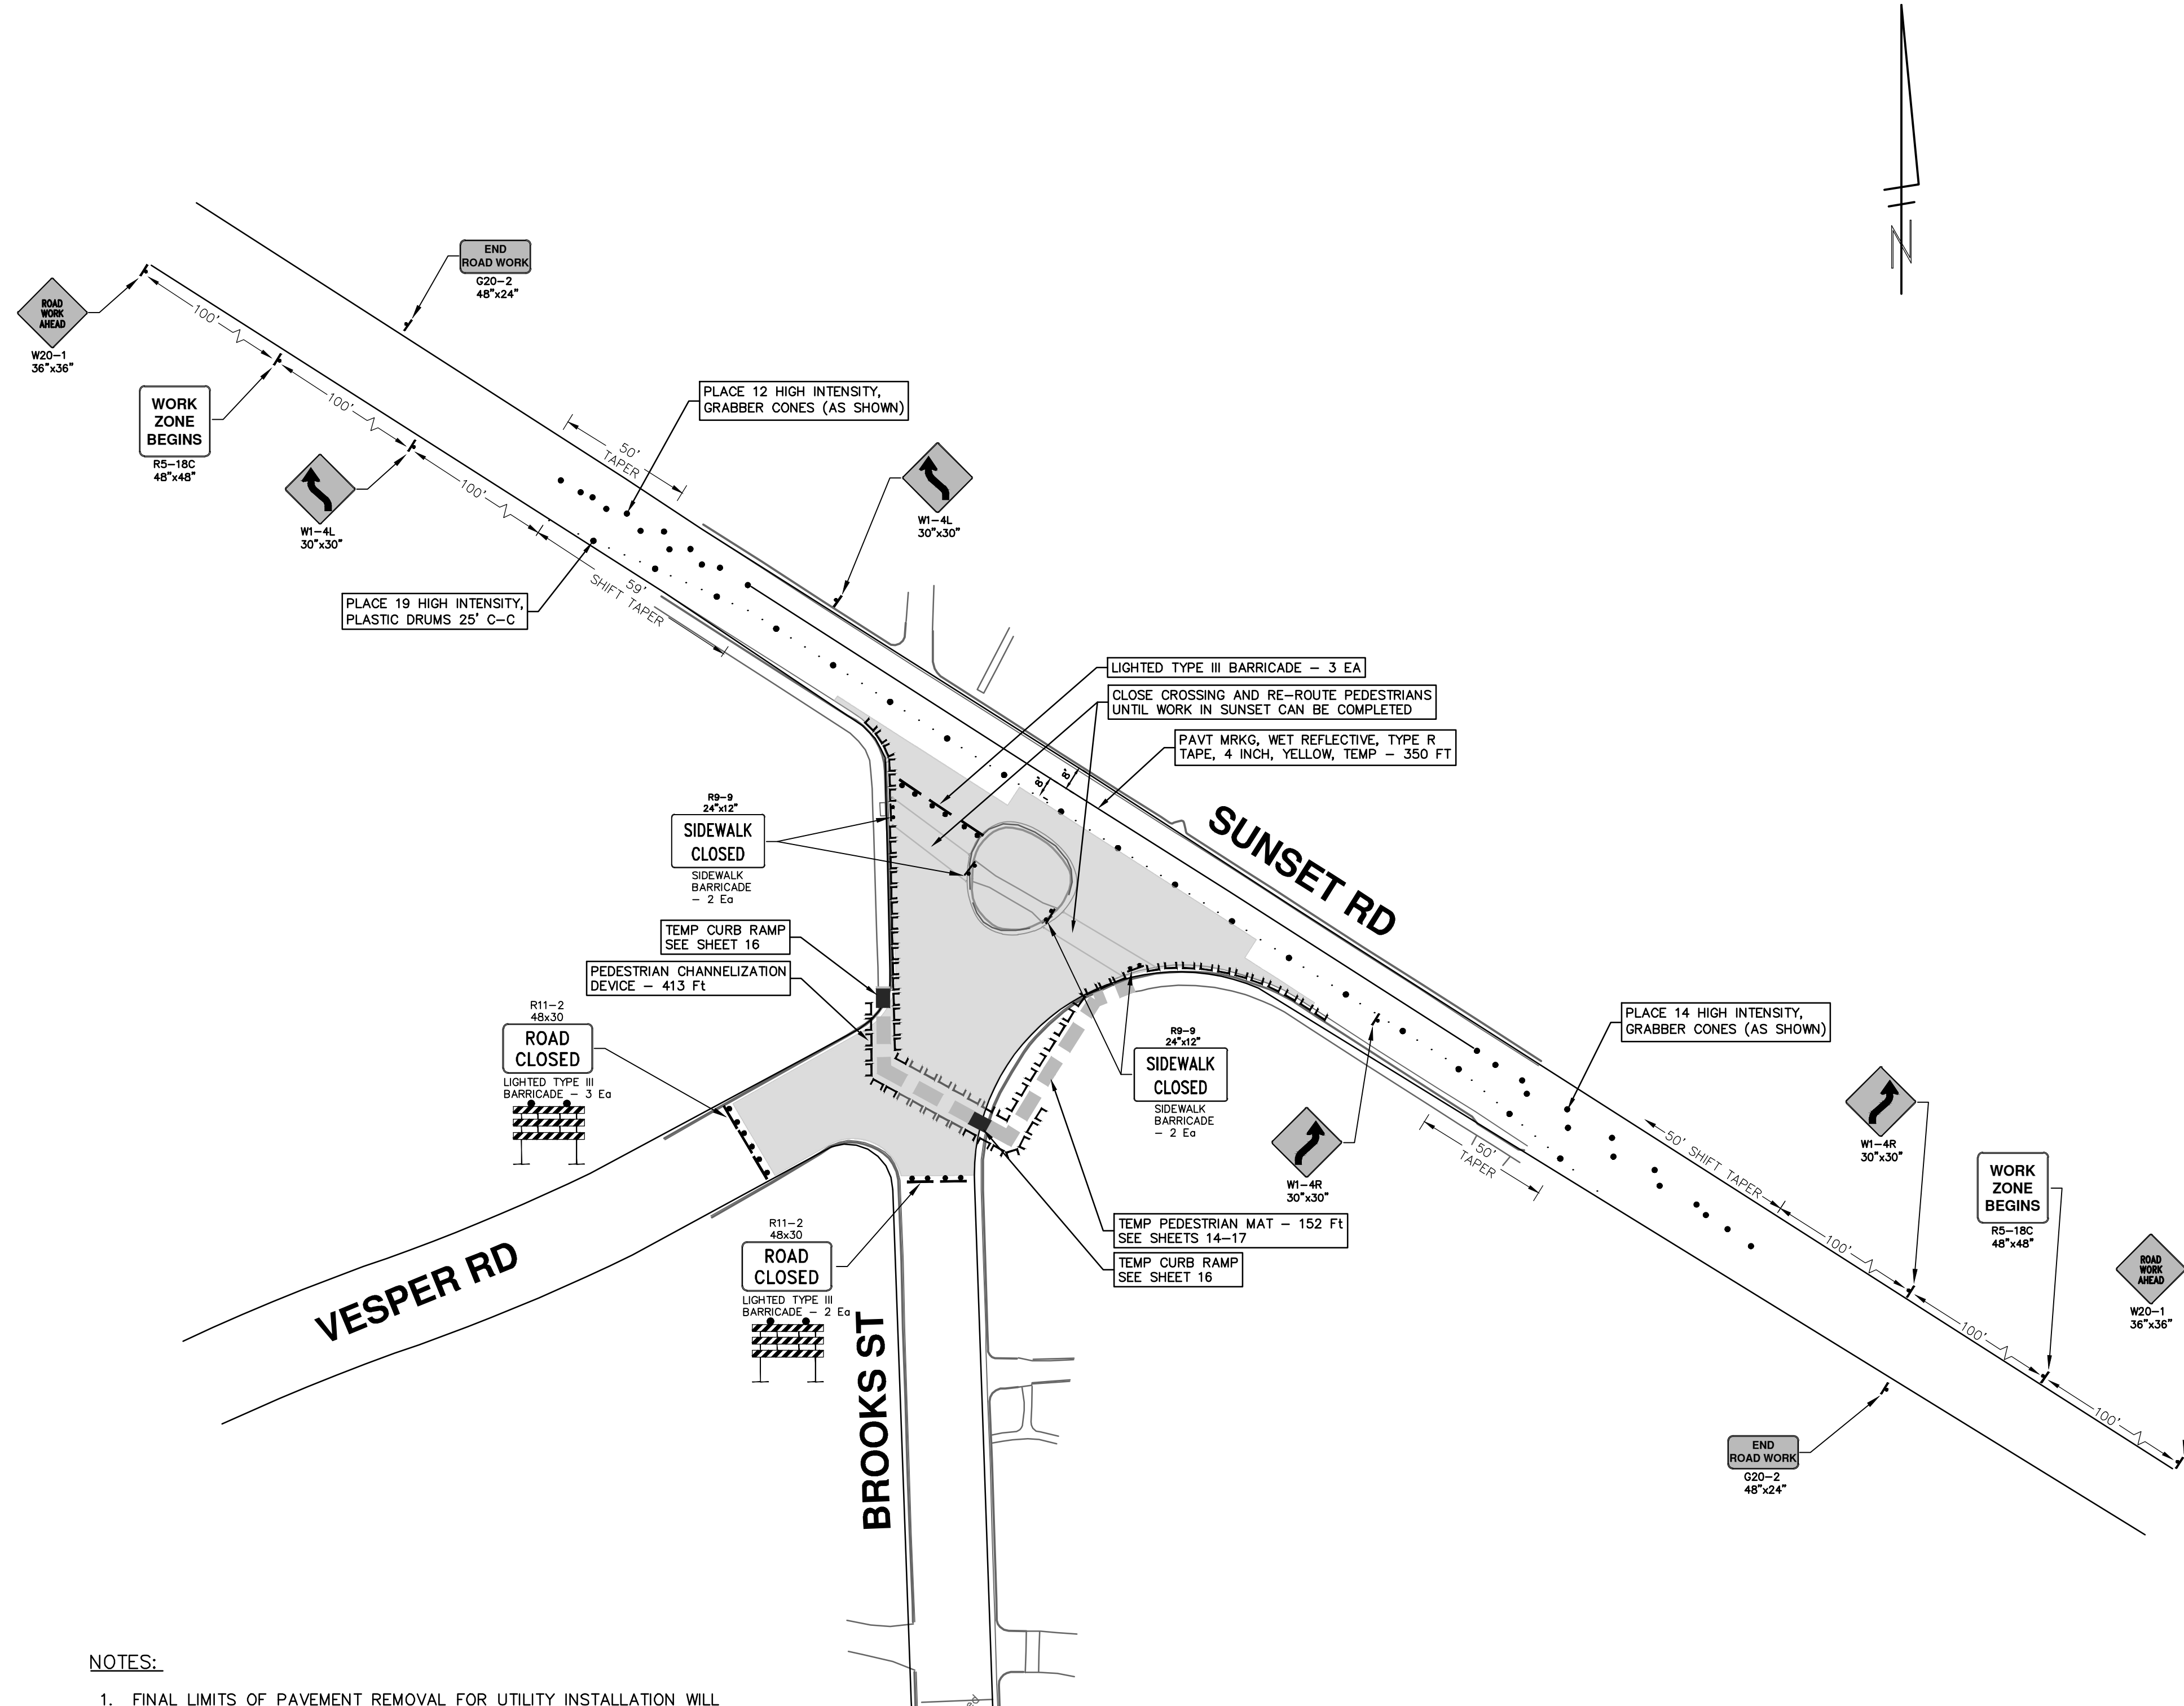 N
END
ROAD WORK
G20-2
48"x24"
ROAD
WORK
AHEAD
W20-1
36"x36"
100'
WORK
ZONE
BEGINS
R5-18C
48"x48"
100'
PLACE 12 HIGH INTENSITY,
GRABBER CONES (AS SHOWN)
50'
TAPER
W1-4L
30"x30"
100'
W1-4L
30"x30"
59'
SHIFT TAPER
PLACE 19 HIGH INTENSITY,
PLASTIC DRUMS 25' C-C
LIGHTED TYPE III BARRICADE - 3 EA
CLOSE CROSSING AND RE-ROUTE PEDESTRIANS
UNTIL WORK IN SUNSET CAN BE COMPLETED
PAVT MRKG, WET REFLECTIVE, TYPE R
TAPE, 4 INCH, YELLOW, TEMP - 350 FT
8'
8'
SUNSET RD
R9-9
24"x12"
SIDEWALK
CLOSED
SIDEWALK
BARRICADE
- 2 Ea
TEMP CURB RAMP
SEE SHEET 16
PEDESTRIAN CHANNELIZATION
DEVICE - 413 Ft
R11-2
48x30
ROAD
CLOSED
LIGHTED TYPE III
BARRICADE - 3 Ea
R9-9
24"x12"
SIDEWALK
CLOSED
SIDEWALK
BARRICADE
- 2 Ea
PLACE 14 HIGH INTENSITY,
GRABBER CONES (AS SHOWN)
W1-4R
30"x30"
50'
TAPER
50' SHIFT TAPER
W1-4R
30"x30"
100'
WORK
ZONE
BEGINS
R5-18C
48"x48"
100'
ROAD
WORK
AHEAD
W20-1
36"x36"
100'
R11-2
48x30
ROAD
CLOSED
LIGHTED TYPE III
BARRICADE - 2 Ea
TEMP PEDESTRIAN MAT - 152 Ft
SEE SHEETS 14-17
TEMP CURB RAMP
SEE SHEET 16
VESPER RD
BROOKS ST
END
ROAD WORK
G20-2
48"x24"
NOTES:
1. FINAL LIMITS OF PAVEMENT REMOVAL FOR UTILITY INSTALLATION WILL